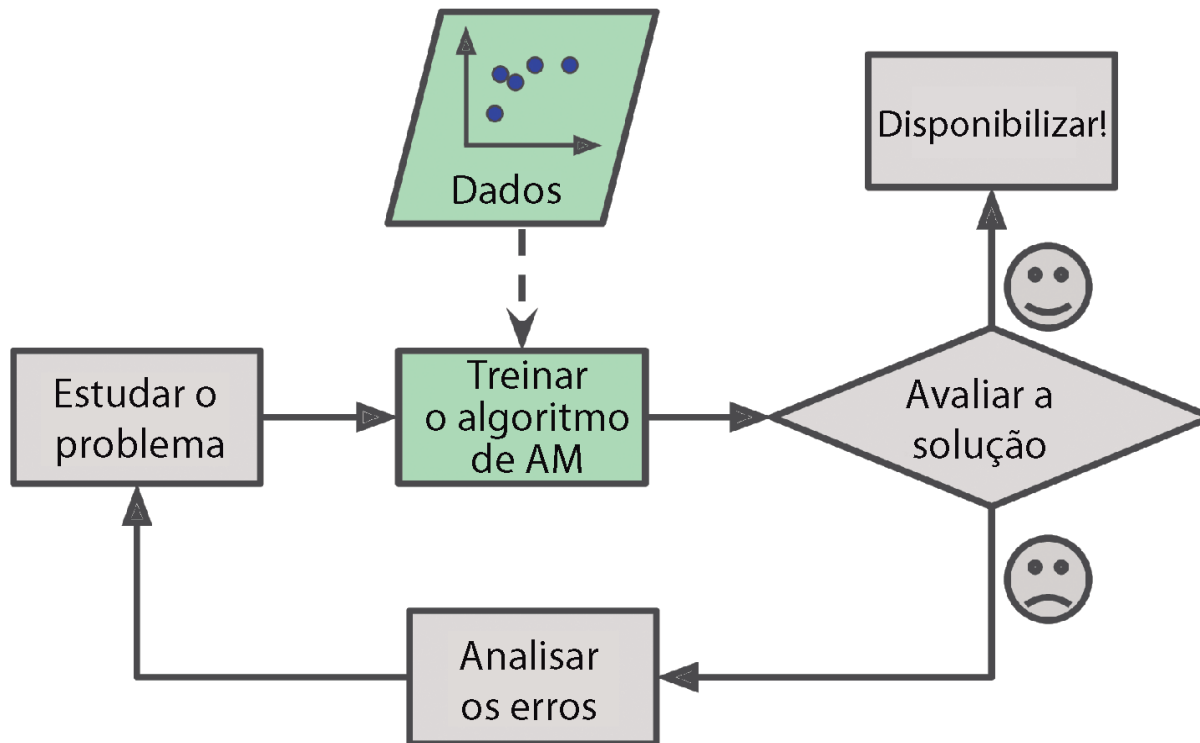 Dados
Disponibilizar!
Estudar o
problema
Treinar
o algoritmo
de AM
Avaliar a
solução
Analisar
os erros